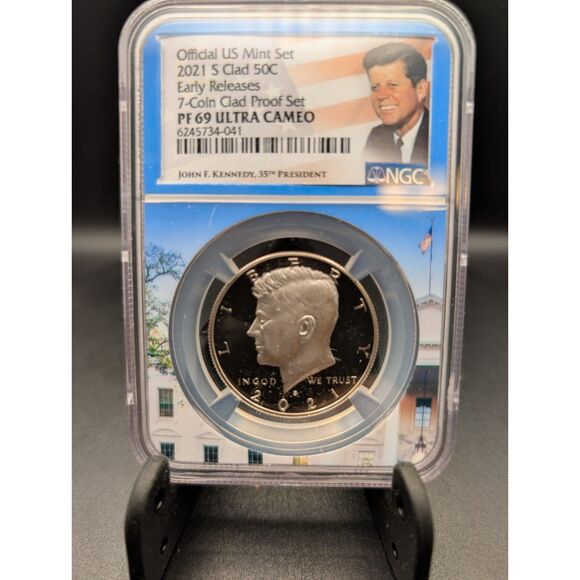 Official US Mint Set
2021 S Clad 50C
Early Releases
7-Coin Clad Proof Set
PF 69 ULTRA CAMEO
6245734-041
JOHN F. KENNEDY, 35TH PRESIDENT
NGC
LIBERTY
IN GOD WE TRUST
S
2021